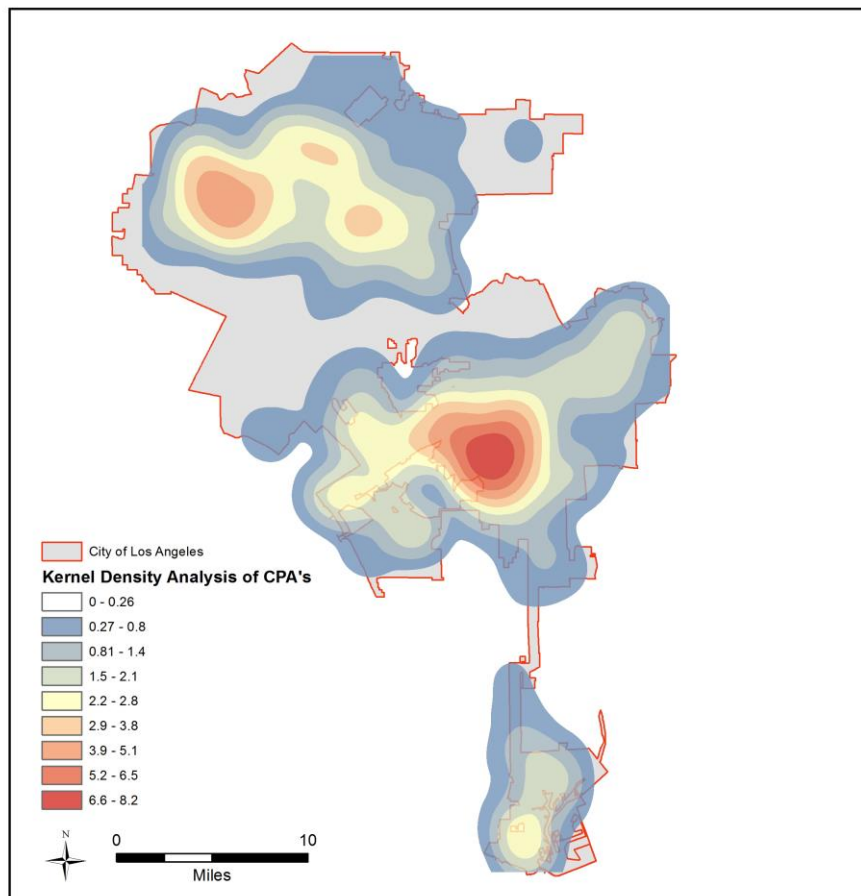 City of Los Angeles
Kernel Density Analysis of CPA's
0 - 0.26
0.27 - 0.8
0.81 - 1.4
1.5 - 2.1
2.2 - 2.8
2.9 - 3.8
3.9 - 5.1
5.2 - 6.5
6.6 - 8.2
N
0 10
Miles